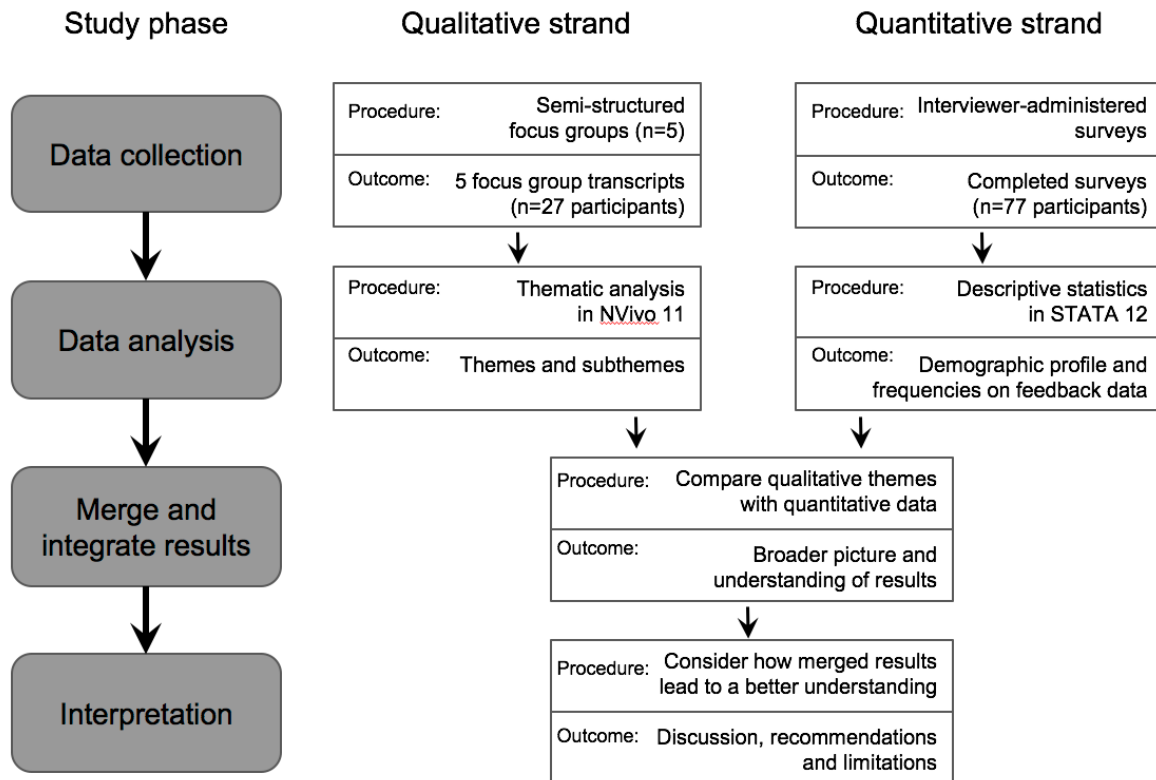 Study phase
Qualitative strand
Quantitative strand
Data collection
Procedure: Semi-structured
focus groups (n=5)
Outcome: 5 focus group transcripts
(n=27 participants)
Procedure: Interviewer-administered
surveys
Outcome: Completed surveys
(n=77 participants)
Data analysis
Procedure: Thematic analysis
in NVivo 11
Outcome: Themes and subthemes
Procedure: Descriptive statistics
in STATA 12
Outcome: Demographic profile and
frequencies on feedback data
Merge and
integrate results
Procedure: Compare qualitative themes
with quantitative data
Outcome: Broader picture and
understanding of results
Interpretation
Procedure: Consider how merged results
lead to a better understanding
Outcome: Discussion, recommendations
and limitations